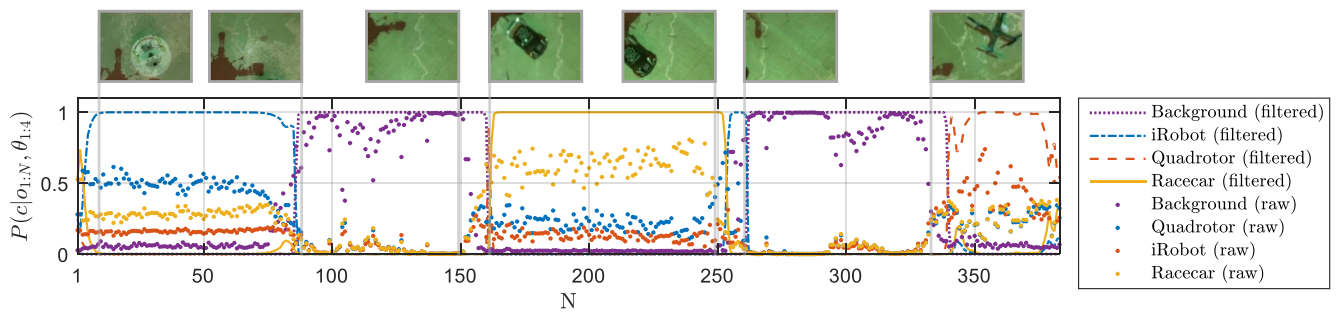 P(c|o₁:N, θ₁:₄)
1
0.5
0
1
50
100
150
200
250
300
350
N
Background (filtered)
iRobot (filtered)
Quadrotor (filtered)
Racecar (filtered)
Background (raw)
Quadrotor (raw)
iRobot (raw)
Racecar (raw)